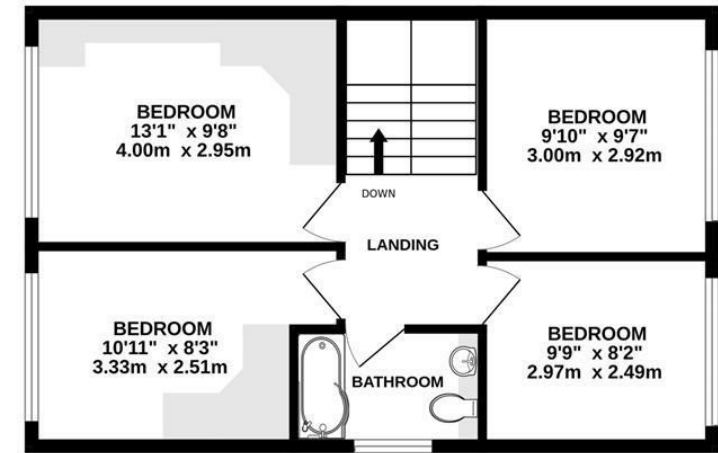 BEDROOM
13'1" x 9'8"
4.00m x 2.95m
BEDROOM
9'10" x 9'7"
3.00m x 2.92m
DOWN
LANDING
BEDROOM
10'11" x 8'3"
3.33m x 2.51m
BATHROOM
BEDROOM
9'9" x 8'2"
2.97m x 2.49m